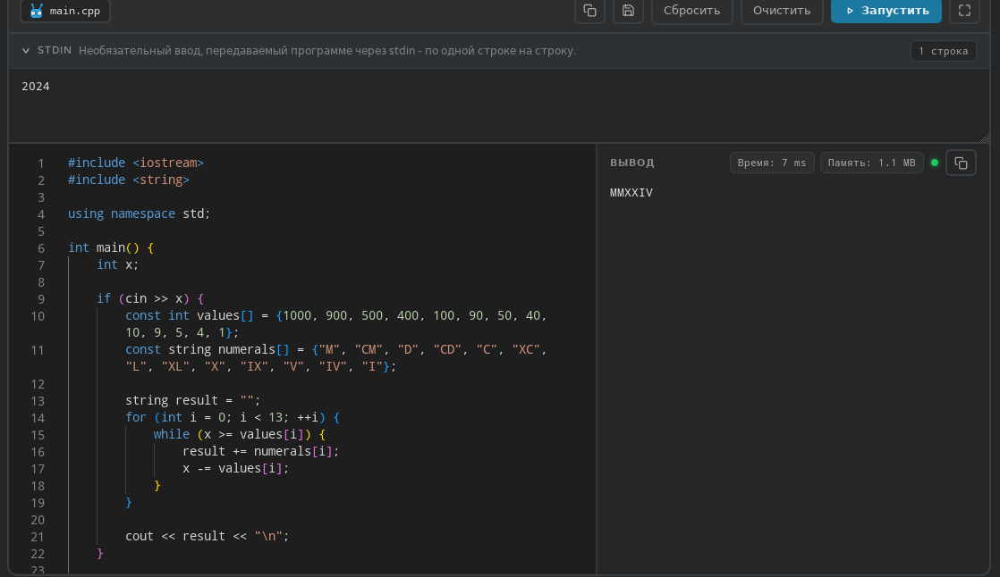 main.cpp Сбросить Очистить Запустить
STDIN Необязательный ввод, передаваемый программе через stdin - по одной строке на строку. 1 строка
2024
1 #include <iostream>
2 #include <string>
3
4 using namespace std;
5
6 int main() {
7     int x;
8
9     if (cin >> x) {
10         const int values[] = {1000, 900, 500, 400, 100, 90, 50, 40,
        10, 9, 5, 4, 1};
11         const string numerals[] = {"M", "CM", "D", "CD", "C", "XC",
        "L", "XL", "X", "IX", "V", "IV", "I"};
12
13         string result = "";
14         for (int i = 0; i < 13; ++i) {
15             while (x >= values[i]) {
16                 result += numerals[i];
17                 x -= values[i];
18             }
19         }
20
21         cout << result << "\n";
22     }
23
ВЫВОД Время: 7 ms Память: 1.1 MB
MMXXIV